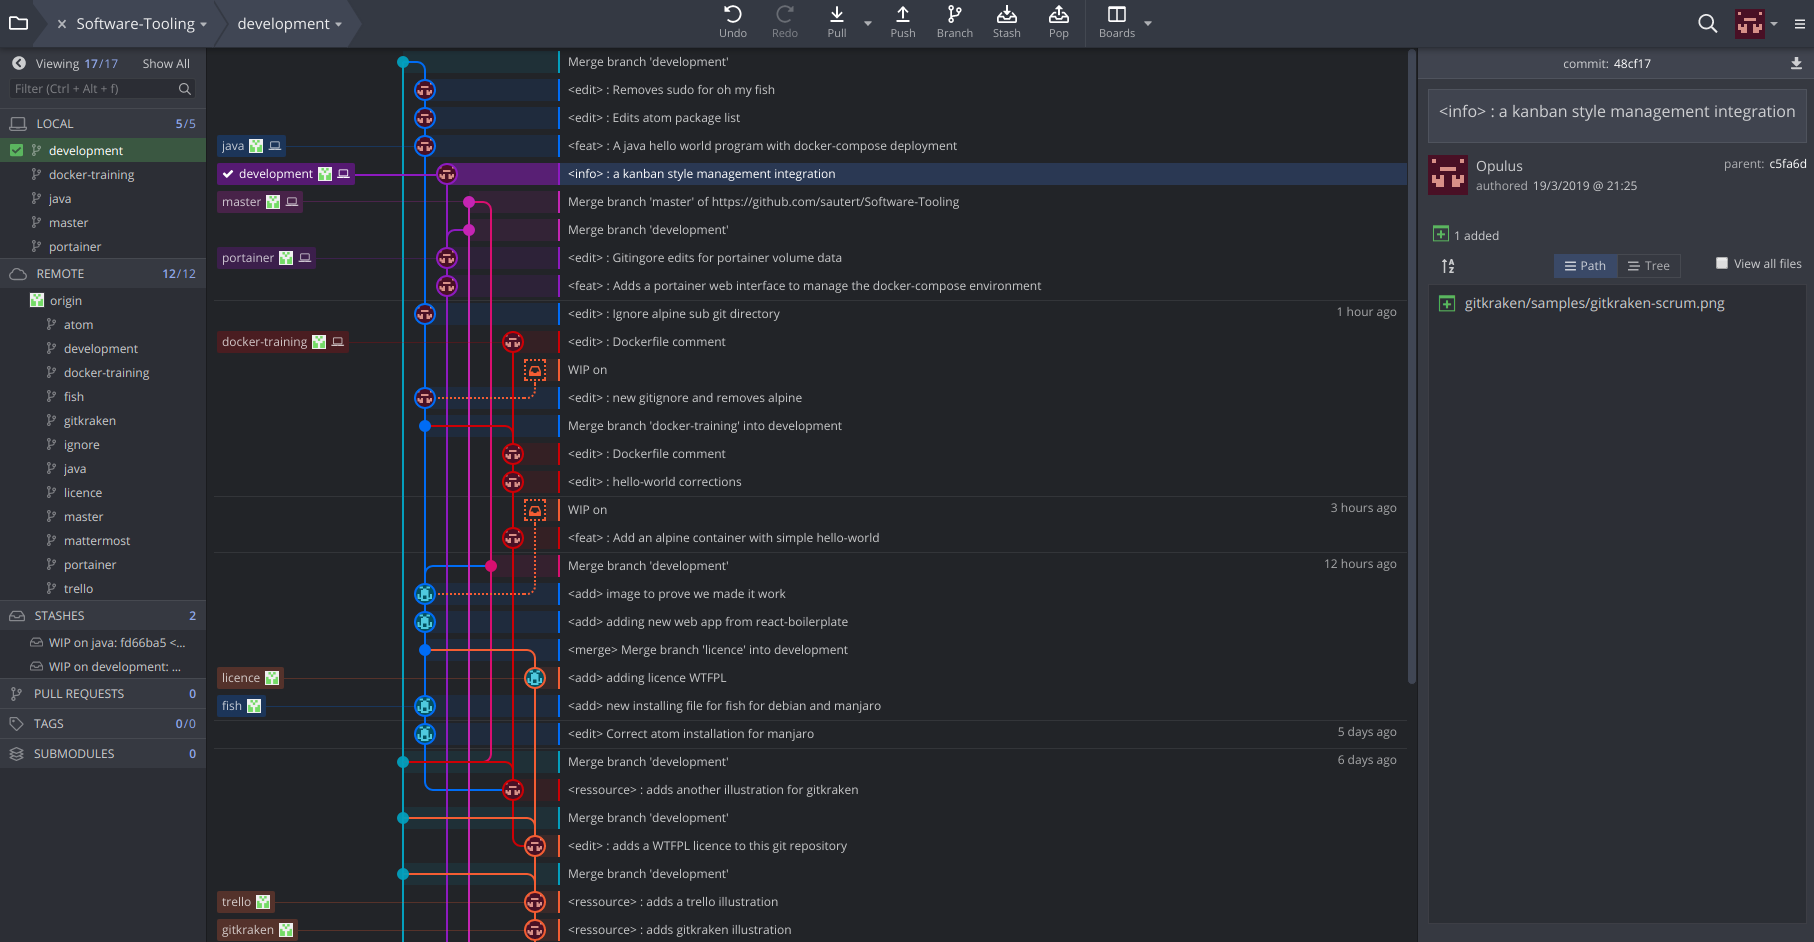 Software-Tooling
development
Undo
Redo
Pull
Push
Branch
Stash
Pop
Boards
Viewing 17/17 Show All
Filter (Ctrl + Alt + f)
LOCAL 5/5
development
docker-training
java
master
portainer
REMOTE 12/12
origin
atom
development
docker-training
fish
gitkraken
ignore
java
licence
master
mattermost
portainer
trello
STASHES 2
WIP on java: fd66ba5 <...
WIP on development: ...
PULL REQUESTS 0
TAGS 0/0
SUBMODULES 0
Merge branch 'development'
<edit> : Removes sudo for oh my fish
<edit> : Edits atom package list
java <feat> : A java hello world program with docker-compose deployment
development <info> : a kanban style management integration
master Merge branch 'master' of https://github.com/sautert/Software-Tooling
Merge branch 'development'
portainer <edit> : Gitingore edits for portainer volume data
<feat> : Adds a portainer web interface to manage the docker-compose environment
<edit> : Ignore alpine sub git directory 1 hour ago
docker-training <edit> : Dockerfile comment
WIP on
<edit> : new gitignore and removes alpine
Merge branch 'docker-training' into development
<edit> : Dockerfile comment
<edit> : hello-world corrections
WIP on 3 hours ago
<feat> : Add an alpine container with simple hello-world
Merge branch 'development' 12 hours ago
<add> image to prove we made it work
<add> adding new web app from react-boilerplate
<merge> Merge branch 'licence' into development
licence <add> adding licence WTFPL
fish <add> new installing file for fish for debian and manjaro
<edit> Correct atom installation for manjaro 5 days ago
Merge branch 'development' 6 days ago
<ressource> : adds another illustration for gitkraken
Merge branch 'development'
<edit> : adds a WTFPL licence to this git repository
Merge branch 'development'
trello <ressource> : adds a trello illustration
gitkraken <ressource> : adds gitkraken illustration
commit: 48cf17
<info> : a kanban style management integration
Opulus parent: c5fa6d
authored 19/3/2019 @ 21:25
1 added
Path Tree View all files
gitkraken/samples/gitkraken-scrum.png